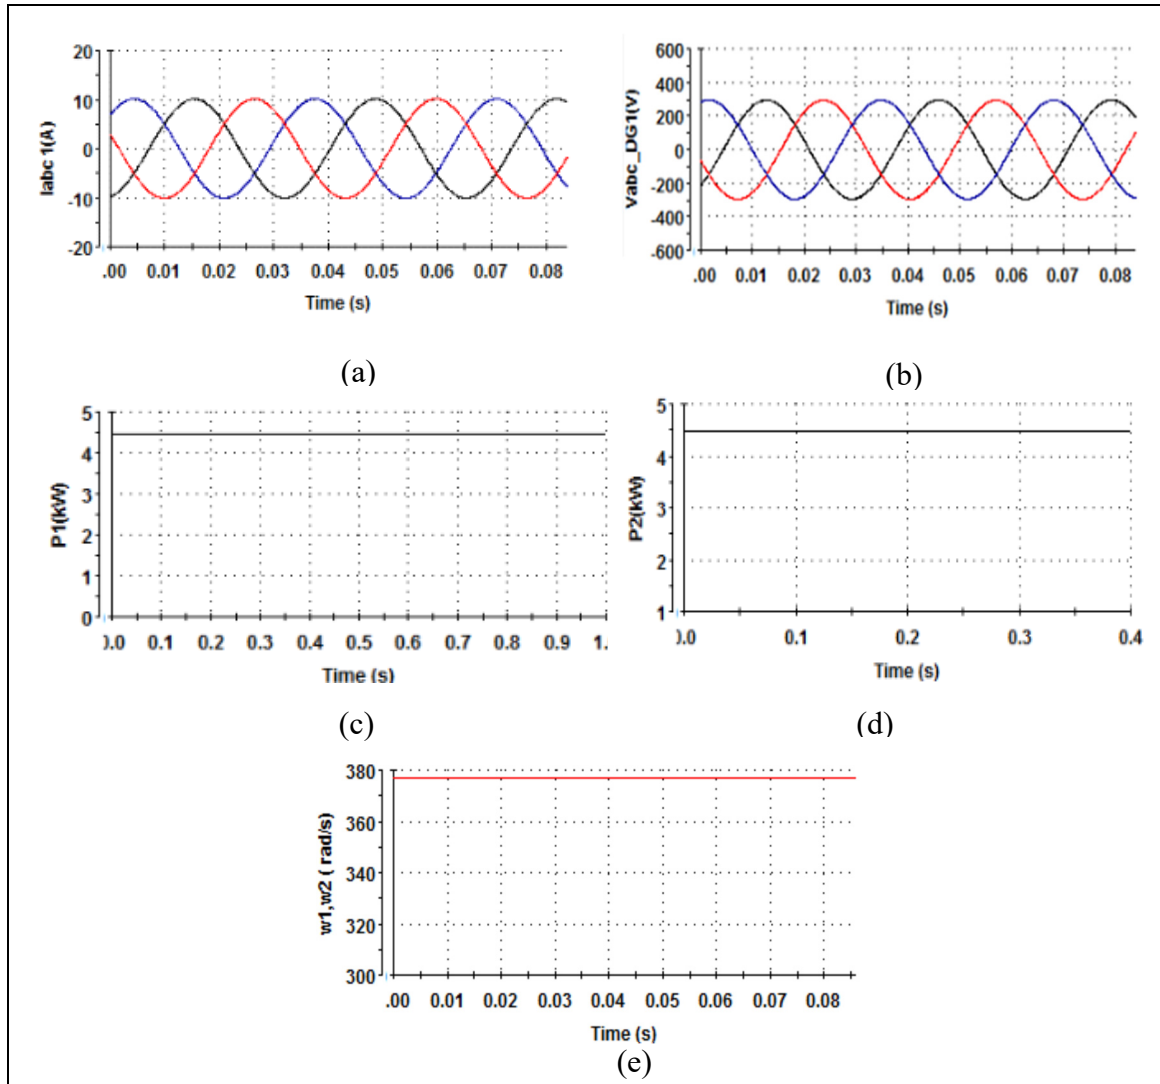 20
10
0
-10
-20
Iabc1(A)
.00 0.01 0.02 0.03 0.04 0.05 0.06 0.07 0.08
Time (s)
(a)
600
400
200
0
-200
-400
-600
Vabc_DG1(V)
.00 0.01 0.02 0.03 0.04 0.05 0.06 0.07 0.08
Time (s)
(b)
5
4
3
2
1
0
P1(kW)
).0 0.1 0.2 0.3 0.4 0.5 0.6 0.7 0.8 0.9 1.
Time (s)
(c)
5
4
3
2
1
P2(kW)
).0 0.1 0.2 0.3 0.4
Time (s)
(d)
380
360
340
320
300
w1,w2 ( rad/s)
.00 0.01 0.02 0.03 0.04 0.05 0.06 0.07 0.08
Time (s)
(e)